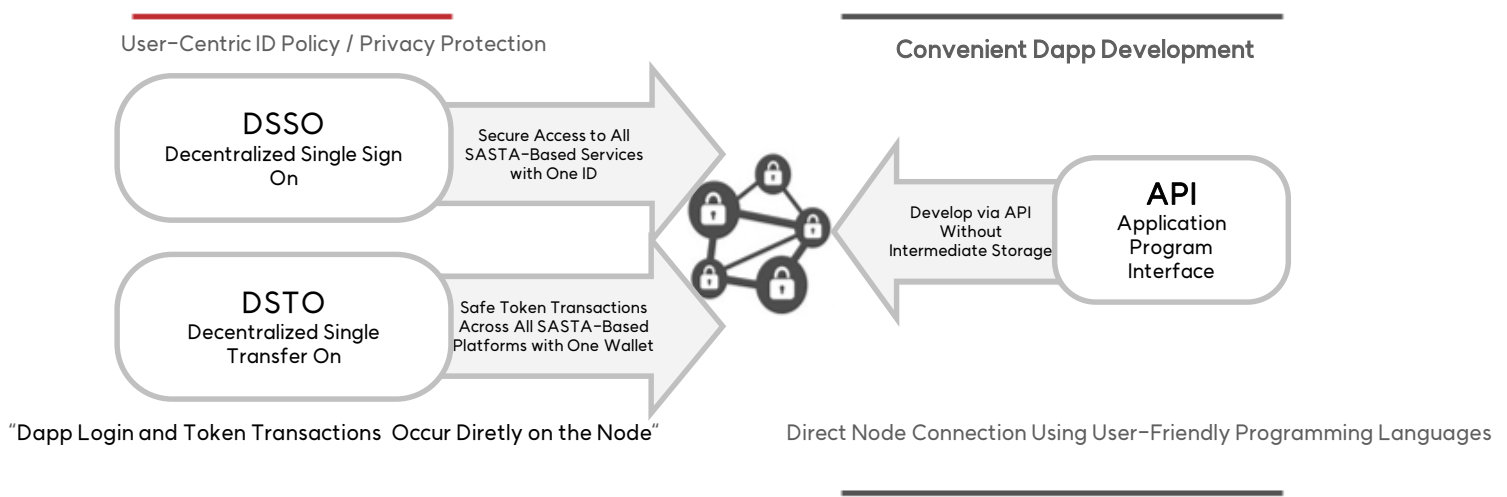 User-Centric ID Policy / Privacy Protection
DSSO
Decentralized Single Sign
On
Secure Access to All
SASTA-Based Services
with One ID
DSTO
Decentralized Single
Transfer On
Safe Token Transactions
Across All SASTA-Based
Platforms with One Wallet
"Dapp Login and Token Transactions Occur Diretly on the Node"
Convenient Dapp Development
Develop via API
Without
Intermediate Storage
API
Application
Program
Interface
Direct Node Connection Using User-Friendly Programming Languages